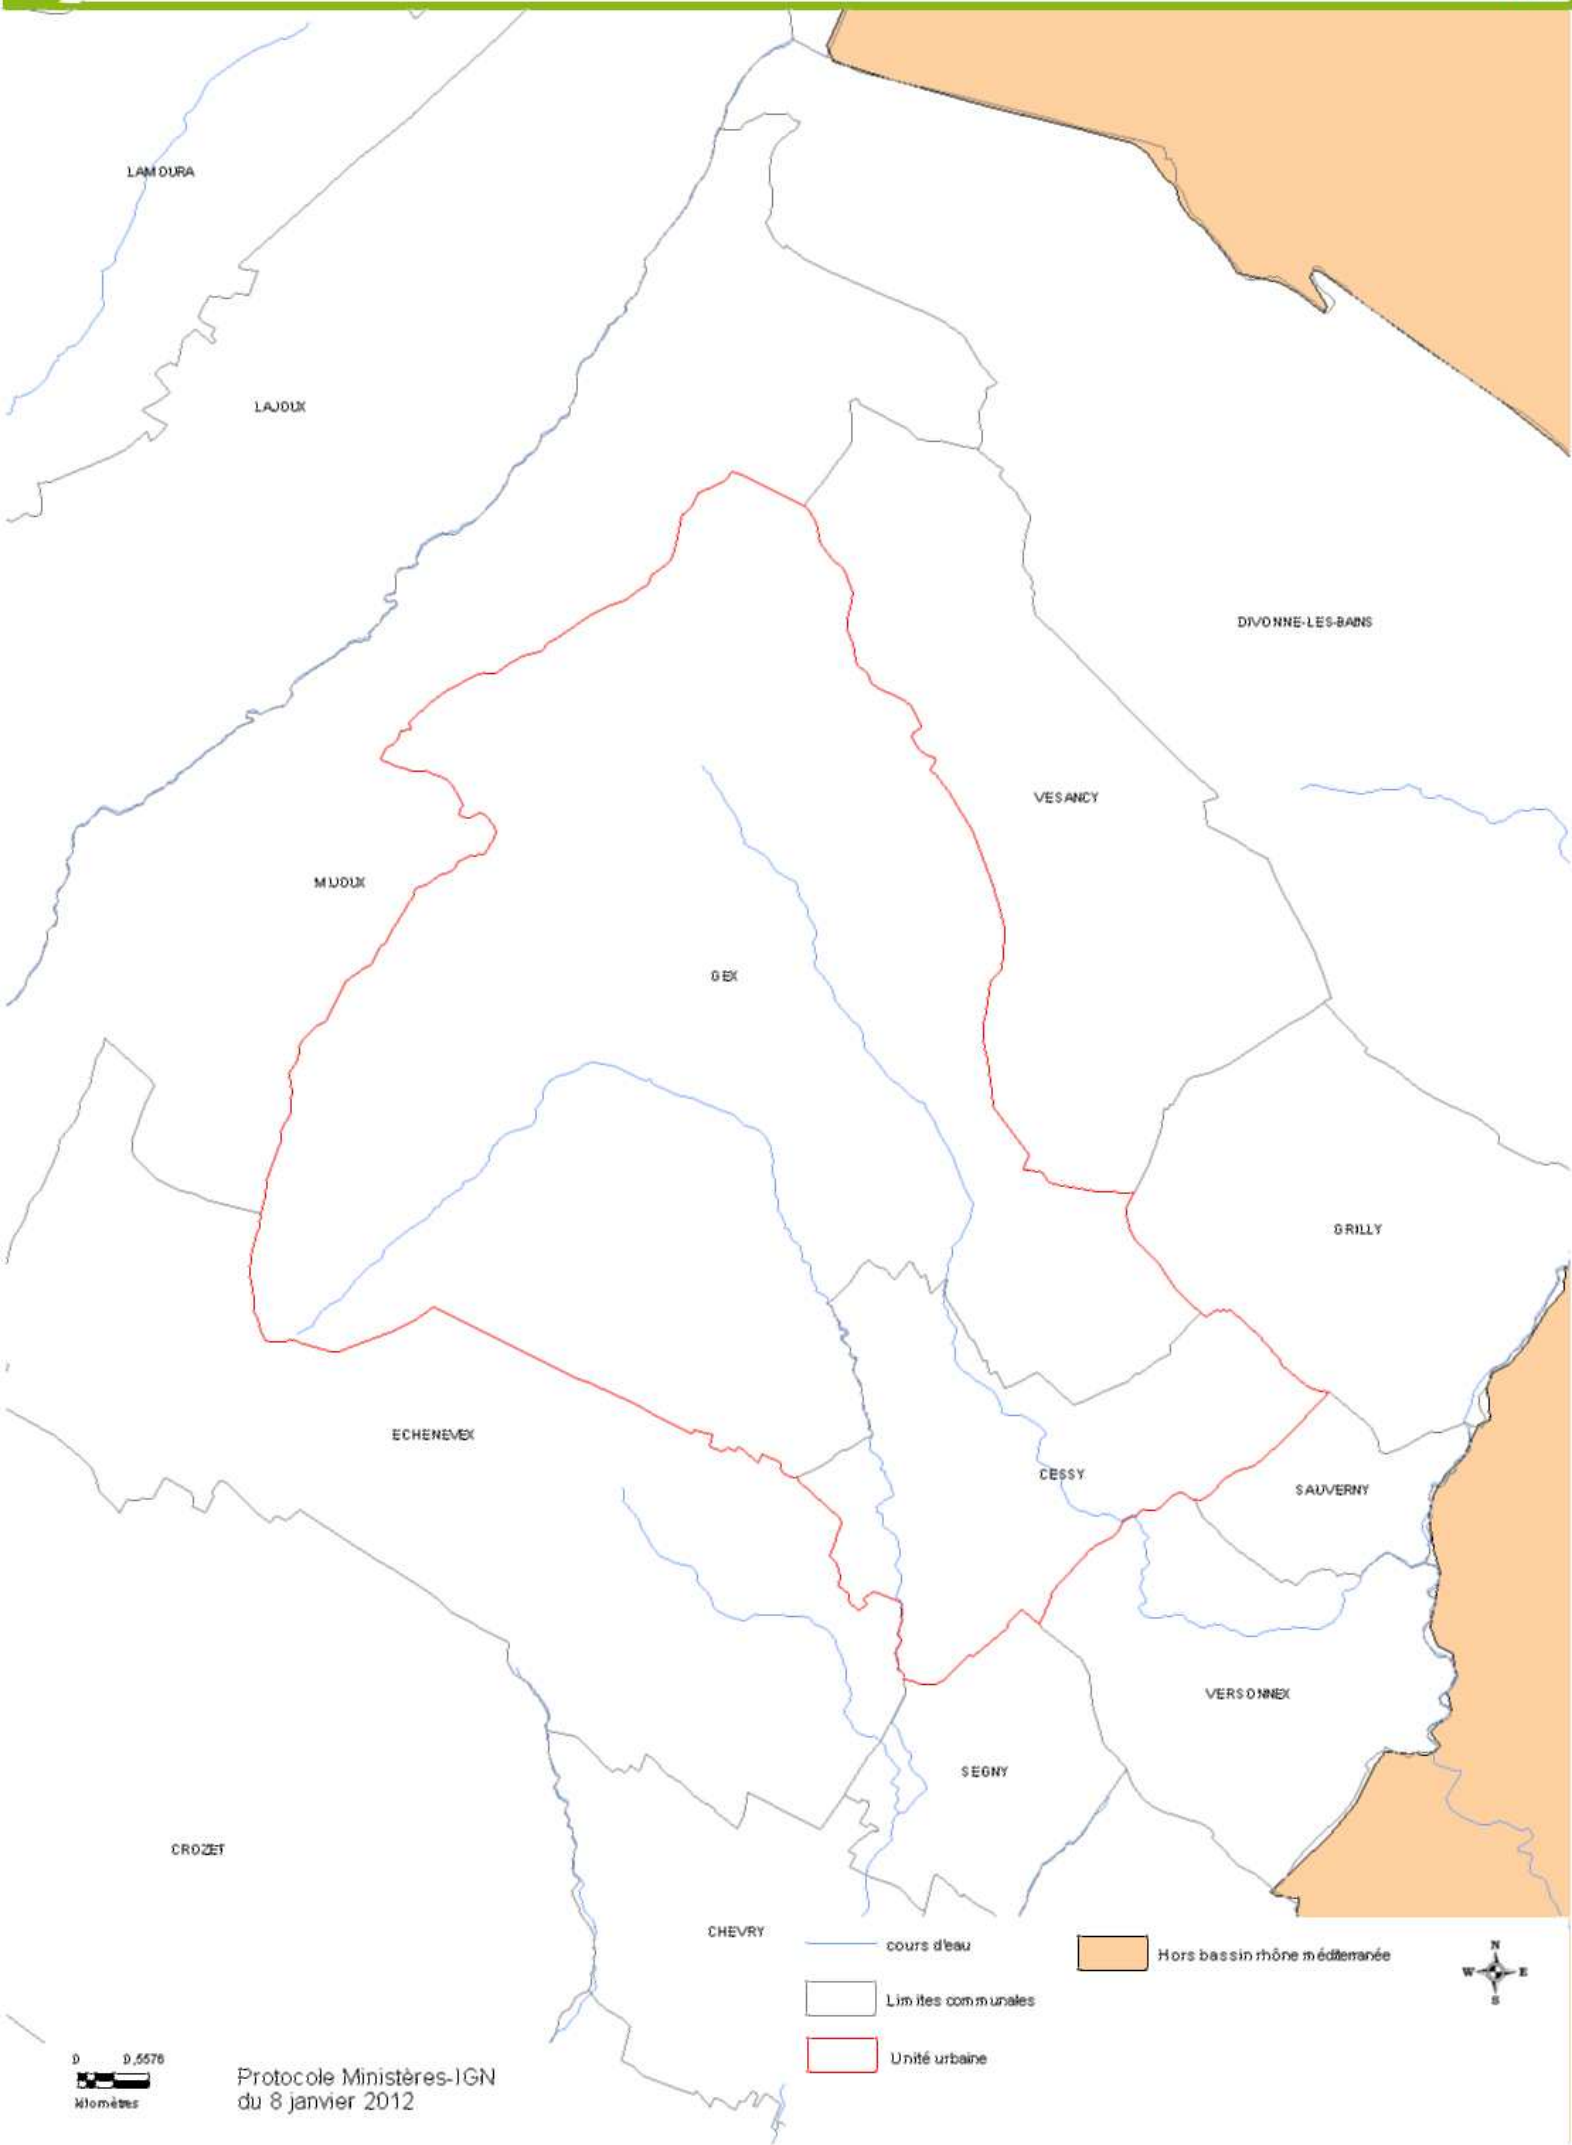 LAMOURA
LAJOUX
DIVONNE-LES-BAINS
VESANCY
MIJOUX
GEX
GRILLY
ECHENEVEX
CESSY
SAUVERNY
VERSONNEX
SEGNY
CROZET
CHEVRY
cours d'eau
Limites communales
Unité urbaine
Hors bassin rhône méditerranée
N
W E
S
0 0,5576
kilomètres
Protocole Ministères-IGN
du 8 janvier 2012